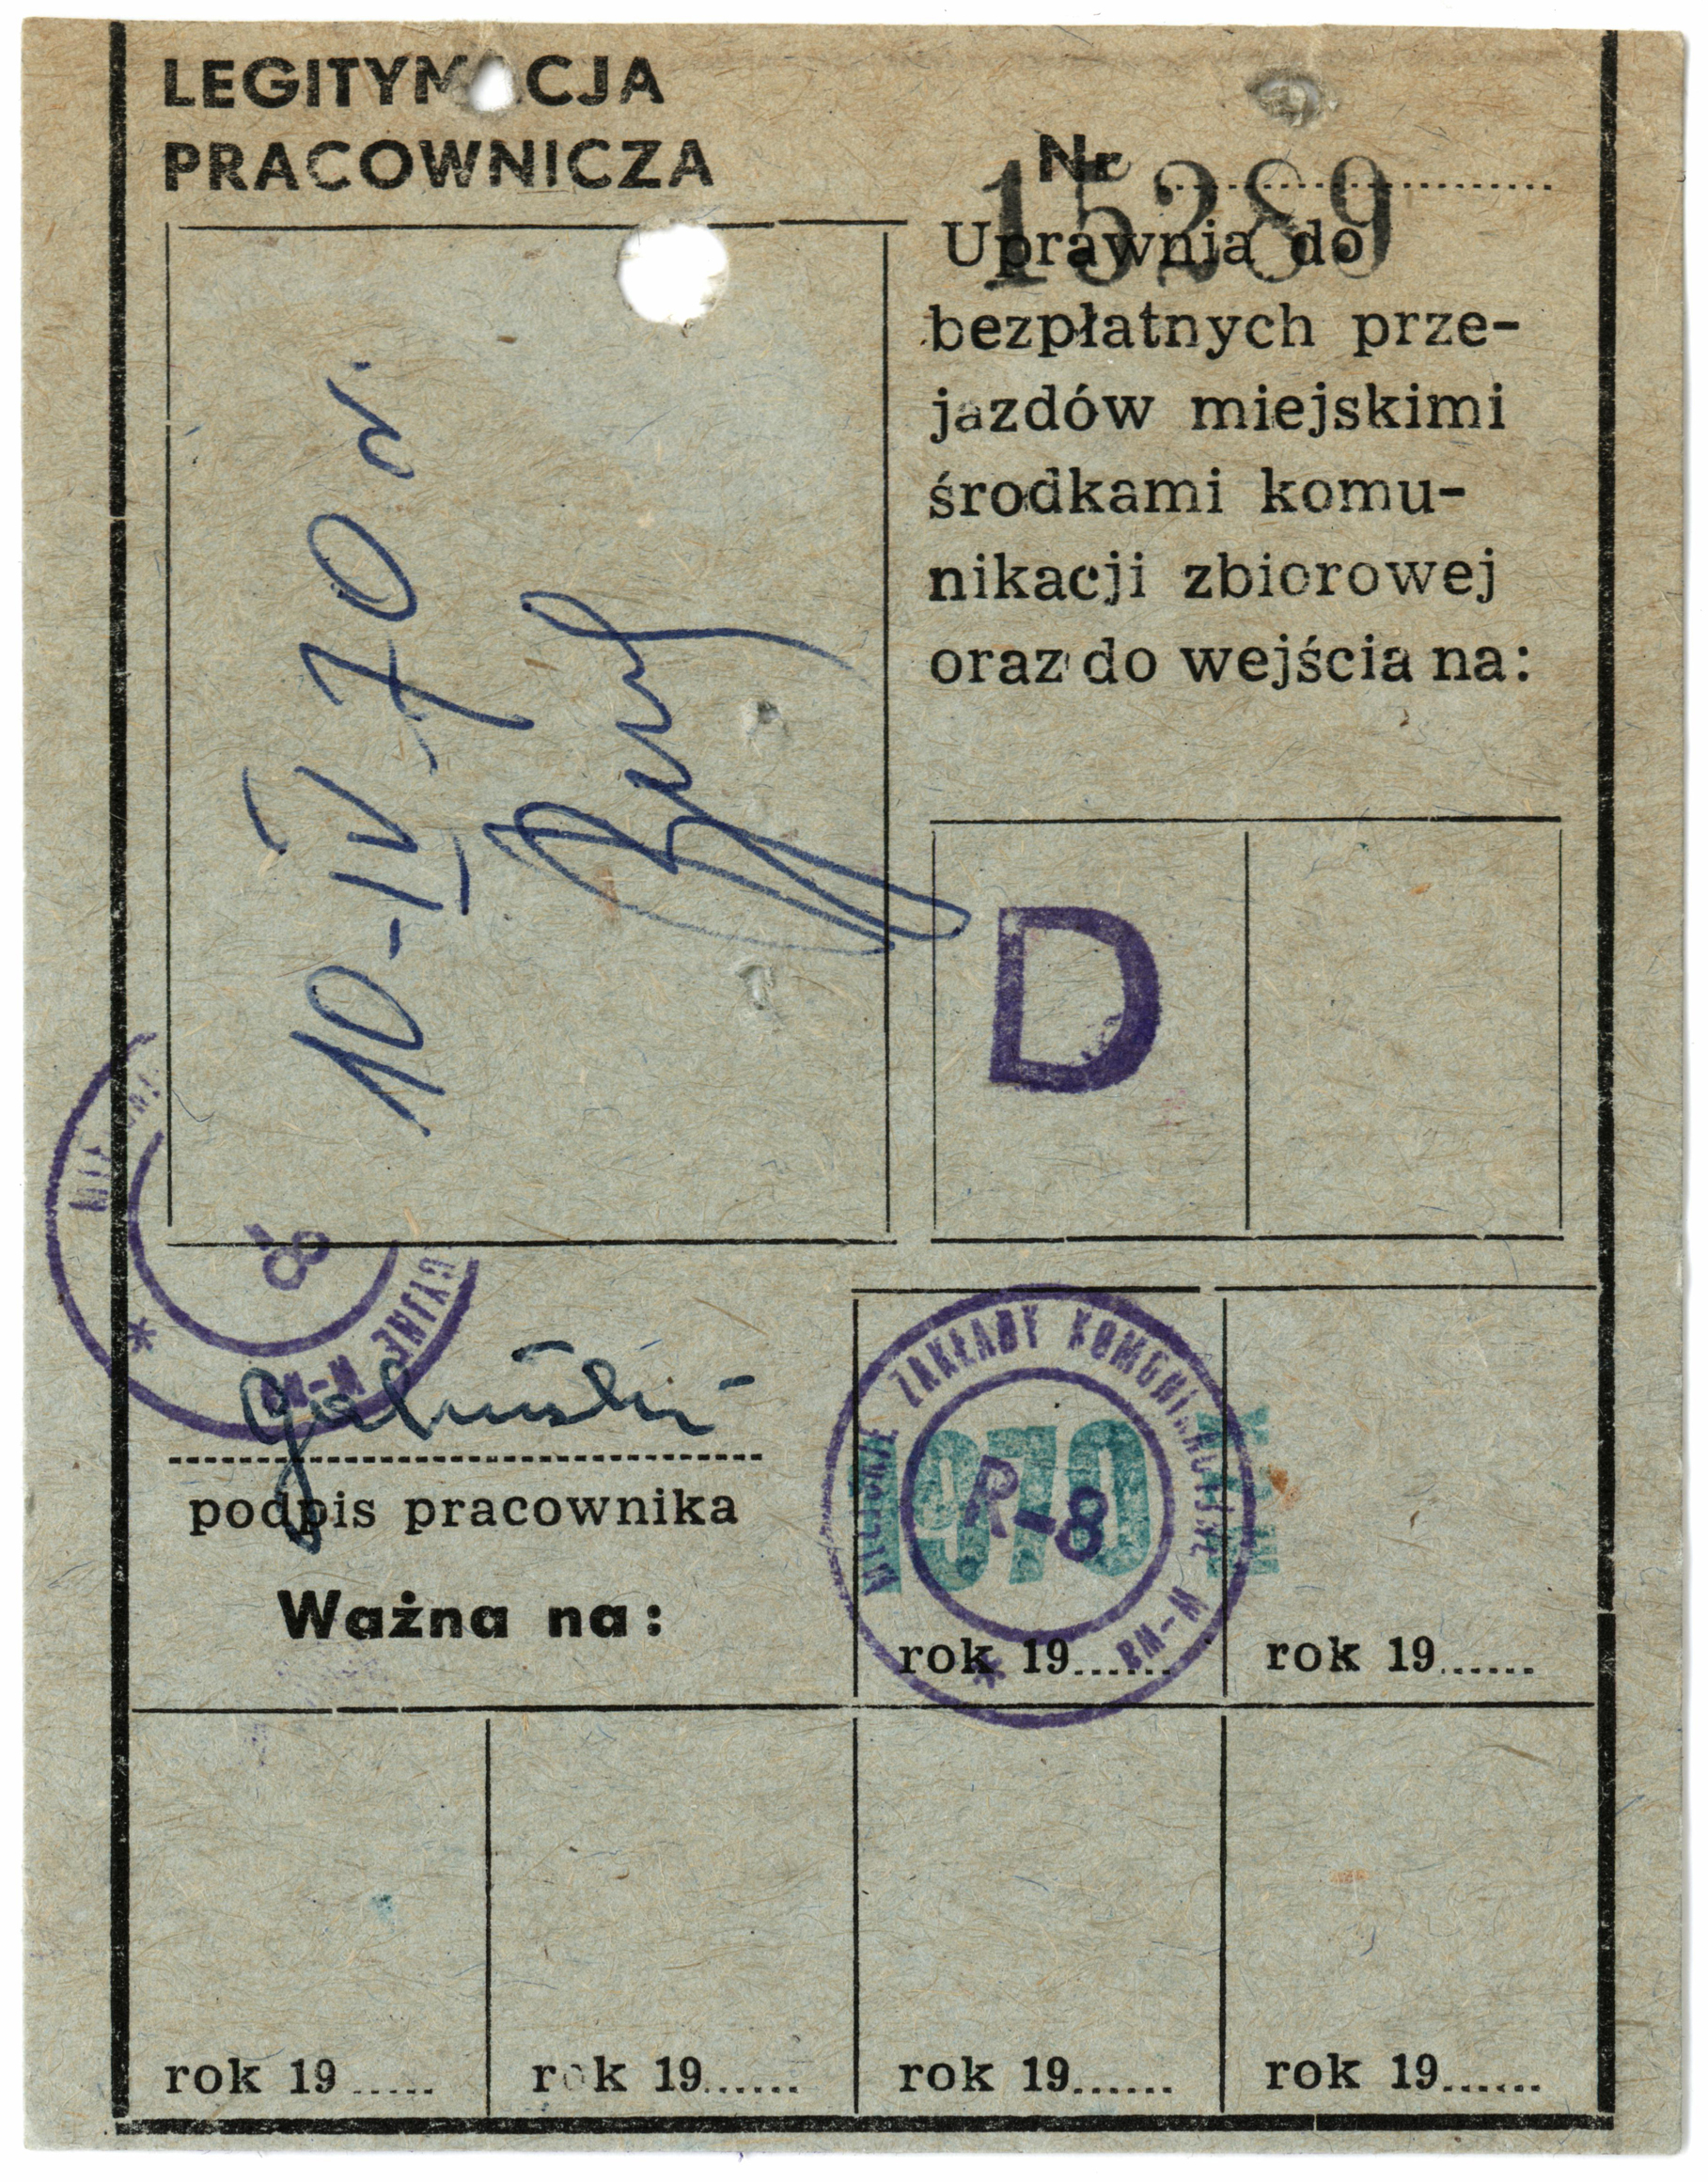 LEGITYMACJA
PRACOWNICZA
Nr
15289
Uprawnia do
bezpłatnych prze-
jazdów miejskimi
środkami komu-
nikacji zbiorowej
oraz do wejścia na:
10-IV-70 r.
D
8
podpis pracownika
Ważna na:
MIEJSKIE ZAKŁADY KOMUNIKACYJNE
1970
R-8
rok 19...... rok 19......
rok 19..... rok 19...... rok 19...... rok 19......